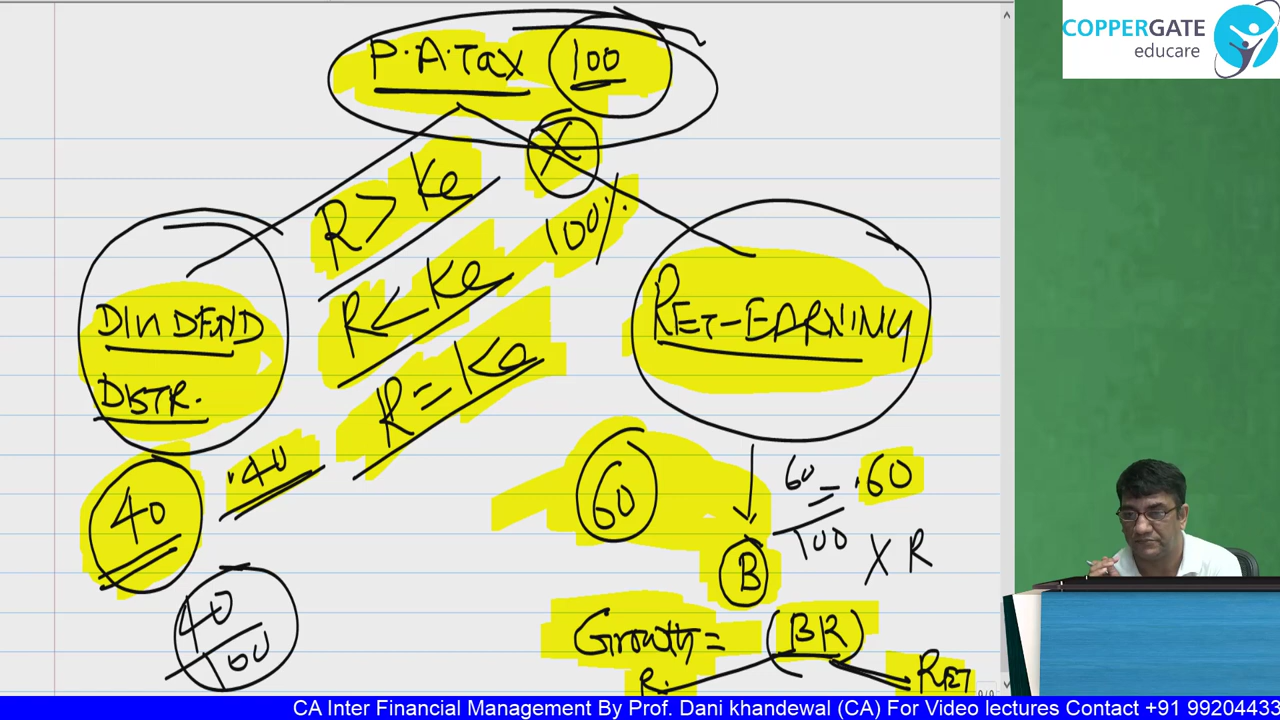 P.A.Tax 100
X
R > Ke
R < Ke 100%
R = Ke
DIVIDEND
DISTR.
RET-EARNING
40 .40
40
100
60
60
100
= .60
X R
B
Growth = (BR)
R.
RET
COPPERGATE
educare
CA Inter Financial Management By Prof. Dani khandewal (CA) For Video lectures Contact +91 99204433